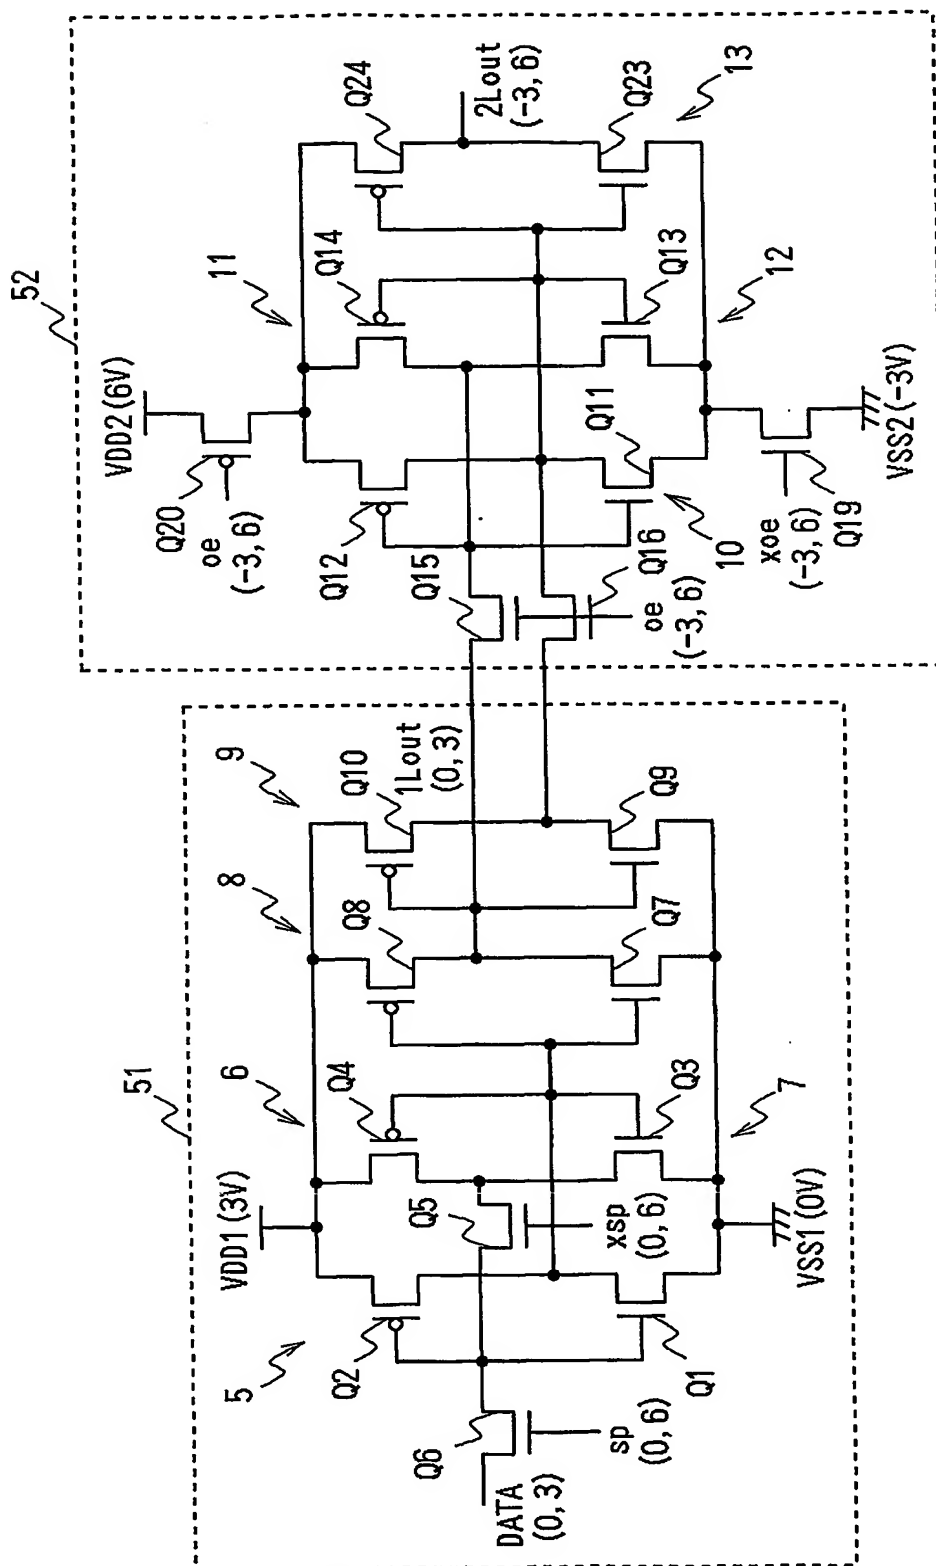 51
5
6
8
9
VDD1 (3V)
Q2
Q4
Q8
Q10
1Lout
(0, 3)
Q6
DATA
(0, 3)
sp
(0, 6)
Q5
xsp
(0, 6)
Q1
Q3
Q7
Q9
VSS1 (0V)
7
52
VDD2 (6V)
11
Q20
oe
(-3, 6)
Q12
Q14
Q24
Q15
2Lout
(-3, 6)
Q16
oe
(-3, 6)
Q11
Q13
Q23
10
xoe
(-3, 6)
Q19
VSS2 (-3V)
12
13